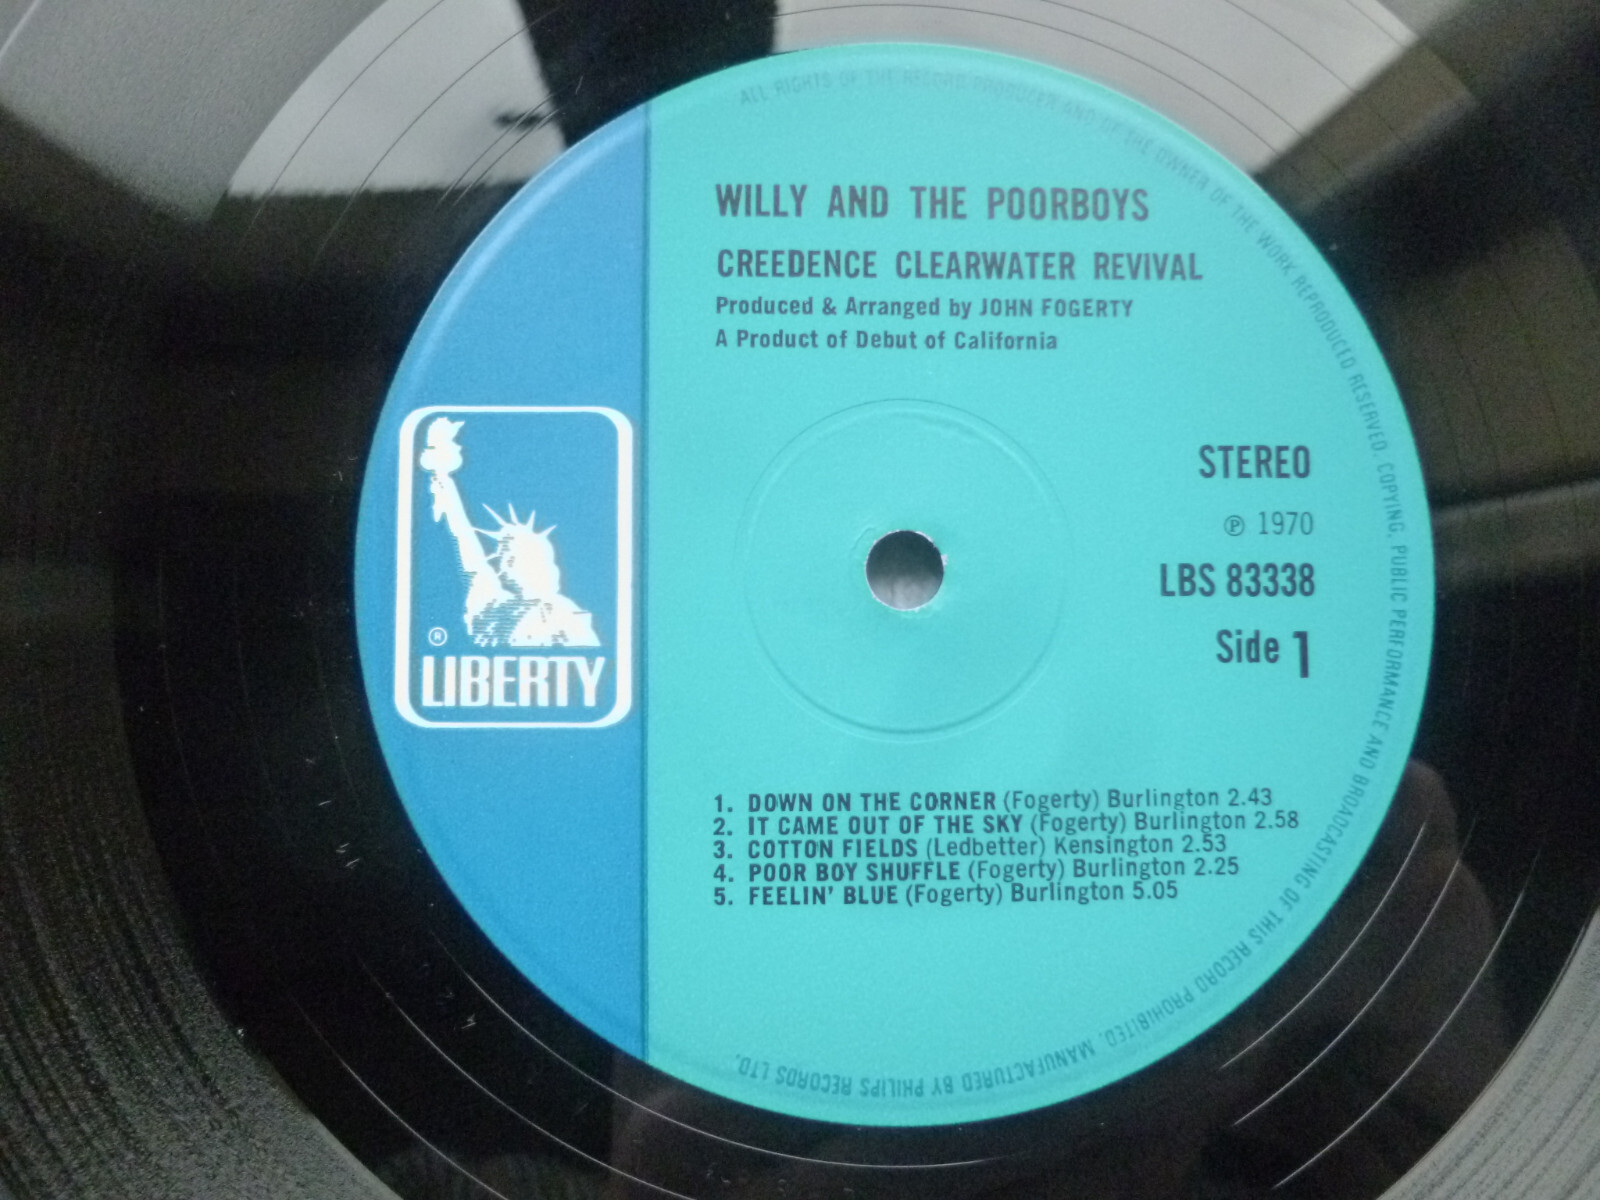 ALL RIGHTS OF THE RECORD PRODUCER AND OF THE OWNER OF THE WORK REPRODUCED RESERVED. COPYING, PUBLIC PERFORMANCE AND BROADCASTING OF THIS RECORD PROHIBITED. MANUFACTURED BY PHILIPS RECORDS LTD.
WILLY AND THE POORBOYS
CREEDENCE CLEARWATER REVIVAL
Produced & Arranged by JOHN FOGERTY
A Product of Debut of California
STEREO
℗ 1970
LBS 83338
Side 1
®
LIBERTY
1. DOWN ON THE CORNER (Fogerty) Burlington 2.43
2. IT CAME OUT OF THE SKY (Fogerty) Burlington 2.58
3. COTTON FIELDS (Ledbetter) Kensington 2.53
4. POOR BOY SHUFFLE (Fogerty) Burlington 2.25
5. FEELIN' BLUE (Fogerty) Burlington 5.05